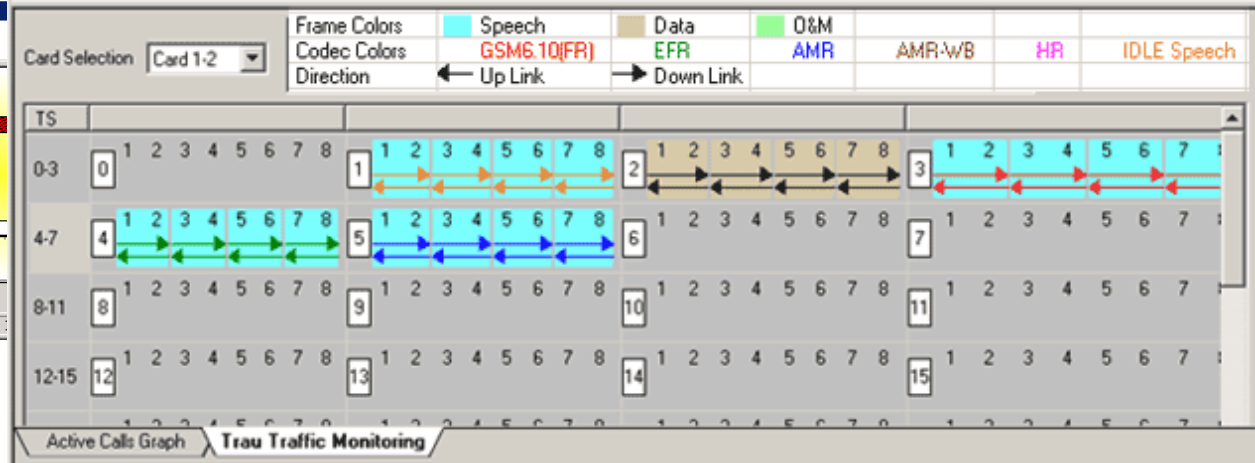 Frame Colors Speech Data O&M
Card Selection Card 1-2 Codec Colors GSM6.10(FR) EFR AMR AMR-WB HR IDLE Speech
Direction Up Link Down Link
TS
0-3 0 1 2 3 4 5 6 7 8 1 1 2 3 4 5 6 7 8 2 1 2 3 4 5 6 7 8 3 1 2 3 4 5 6 7
4-7 4 1 2 3 4 5 6 7 8 5 1 2 3 4 5 6 7 8 6 1 2 3 4 5 6 7 8 7 1 2 3 4 5 6 7
8-11 8 1 2 3 4 5 6 7 8 9 1 2 3 4 5 6 7 8 10 1 2 3 4 5 6 7 8 11 1 2 3 4 5 6 7
12-15 12 1 2 3 4 5 6 7 8 13 1 2 3 4 5 6 7 8 14 1 2 3 4 5 6 7 8 15 1 2 3 4 5 6 7
Active Calls Graph Trau Traffic Monitoring